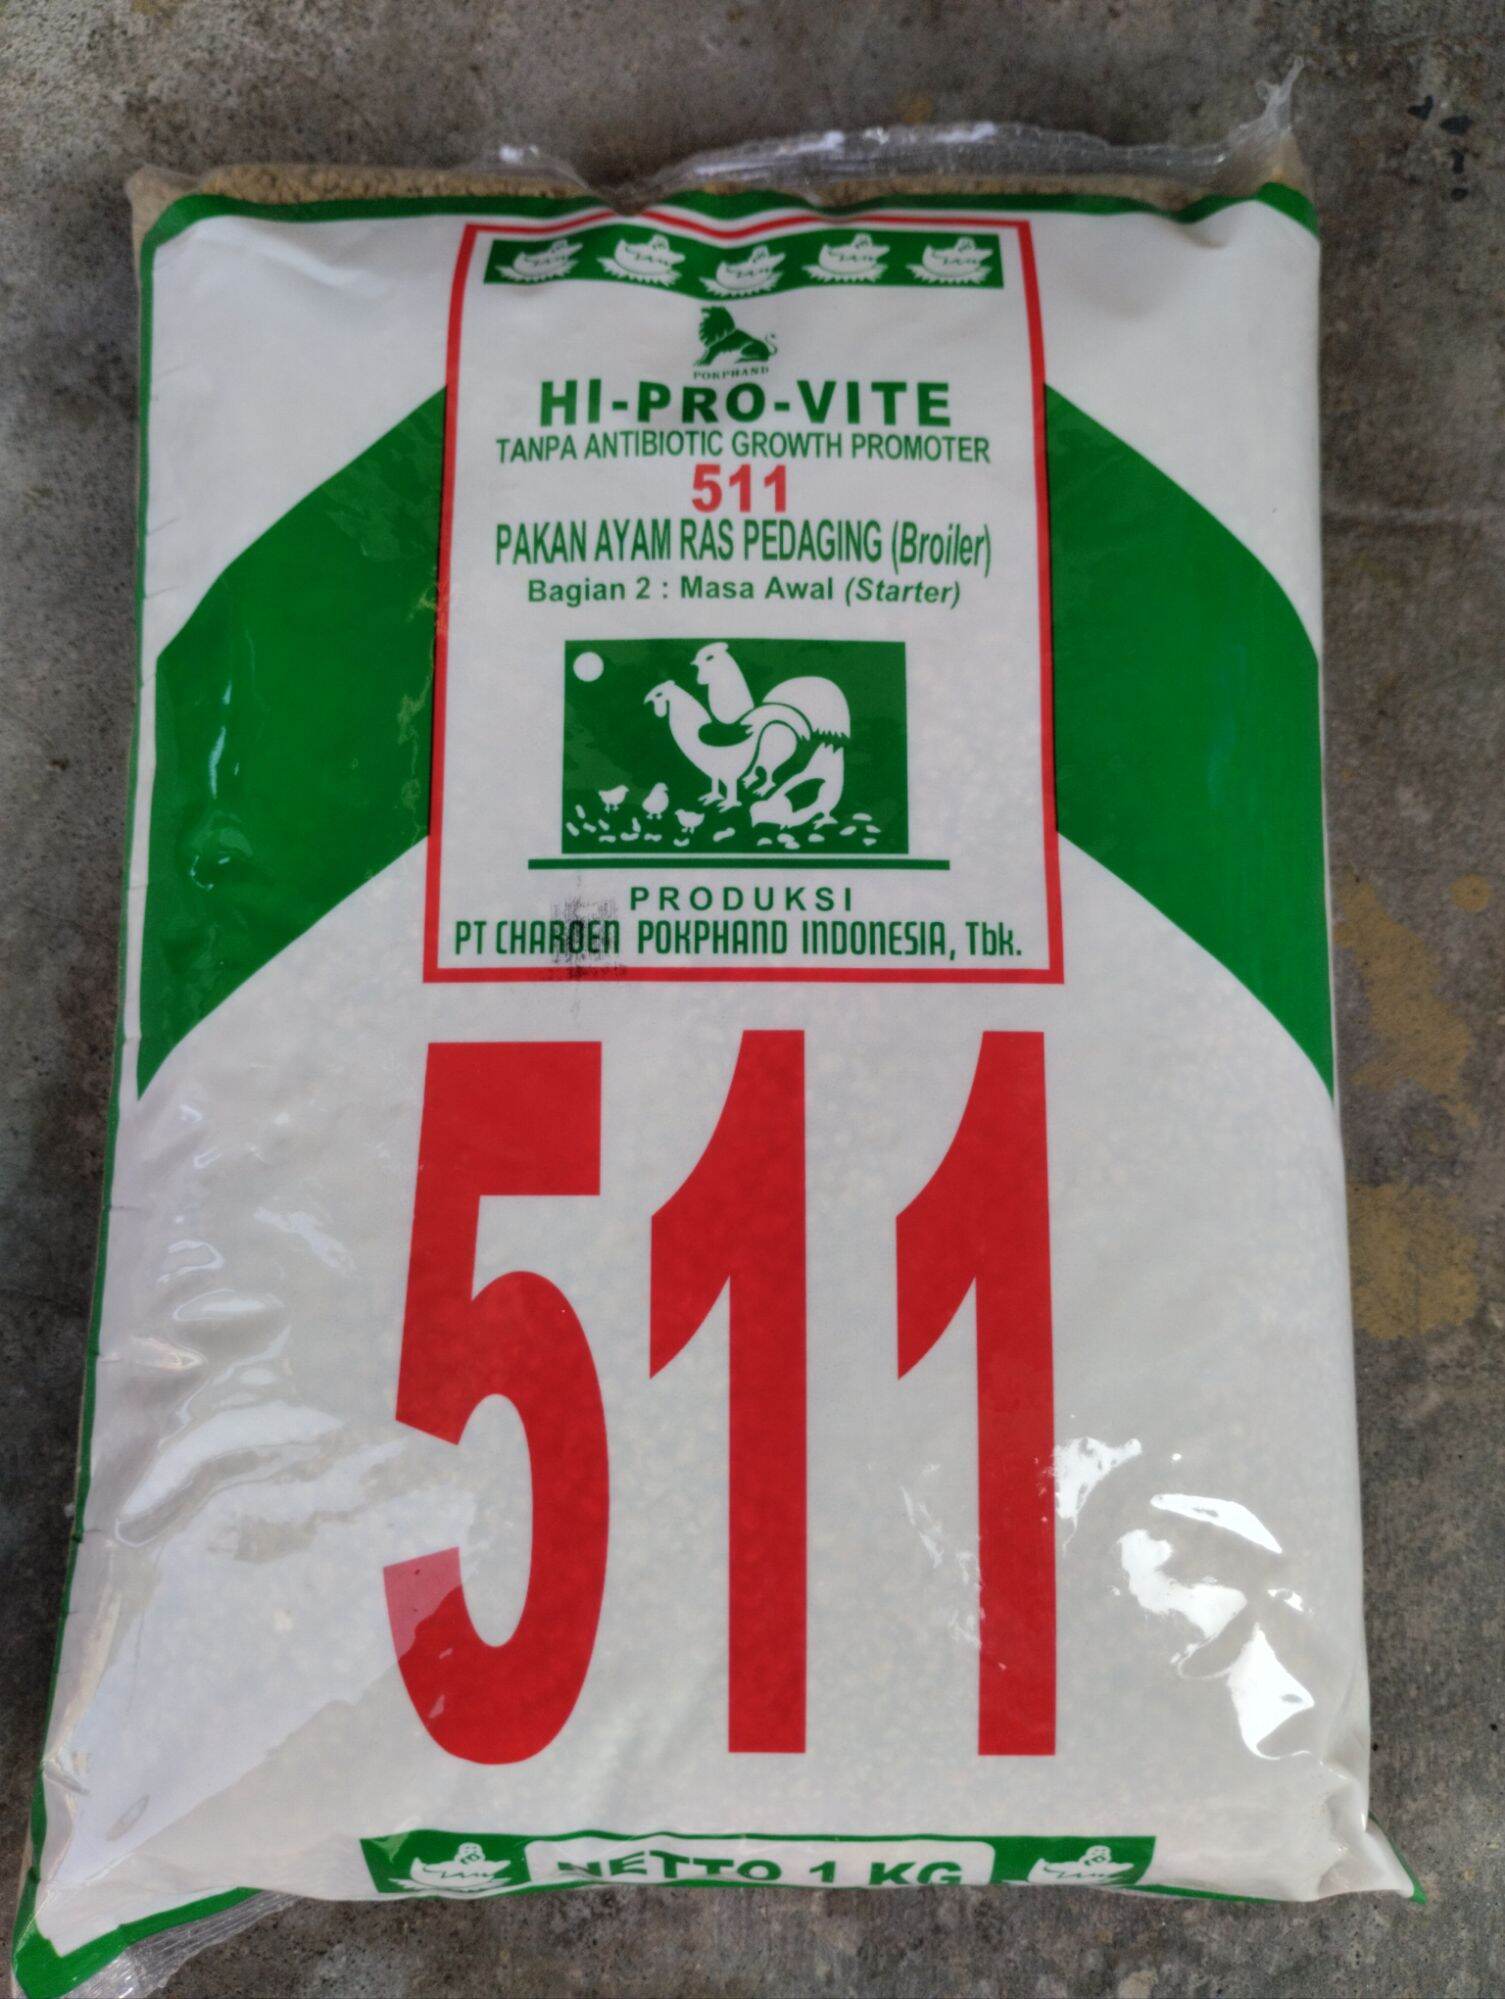 POKPHAND
HI-PRO-VITE
TANPA ANTIBIOTIC GROWTH PROMOTER
511
PAKAN AYAM RAS PEDAGING (Broiler)
Bagian 2 : Masa Awal (Starter)
PRODUKSI
PT CHAROEN POKPHAND INDONESIA, Tbk.
511
NETTO 1 KG